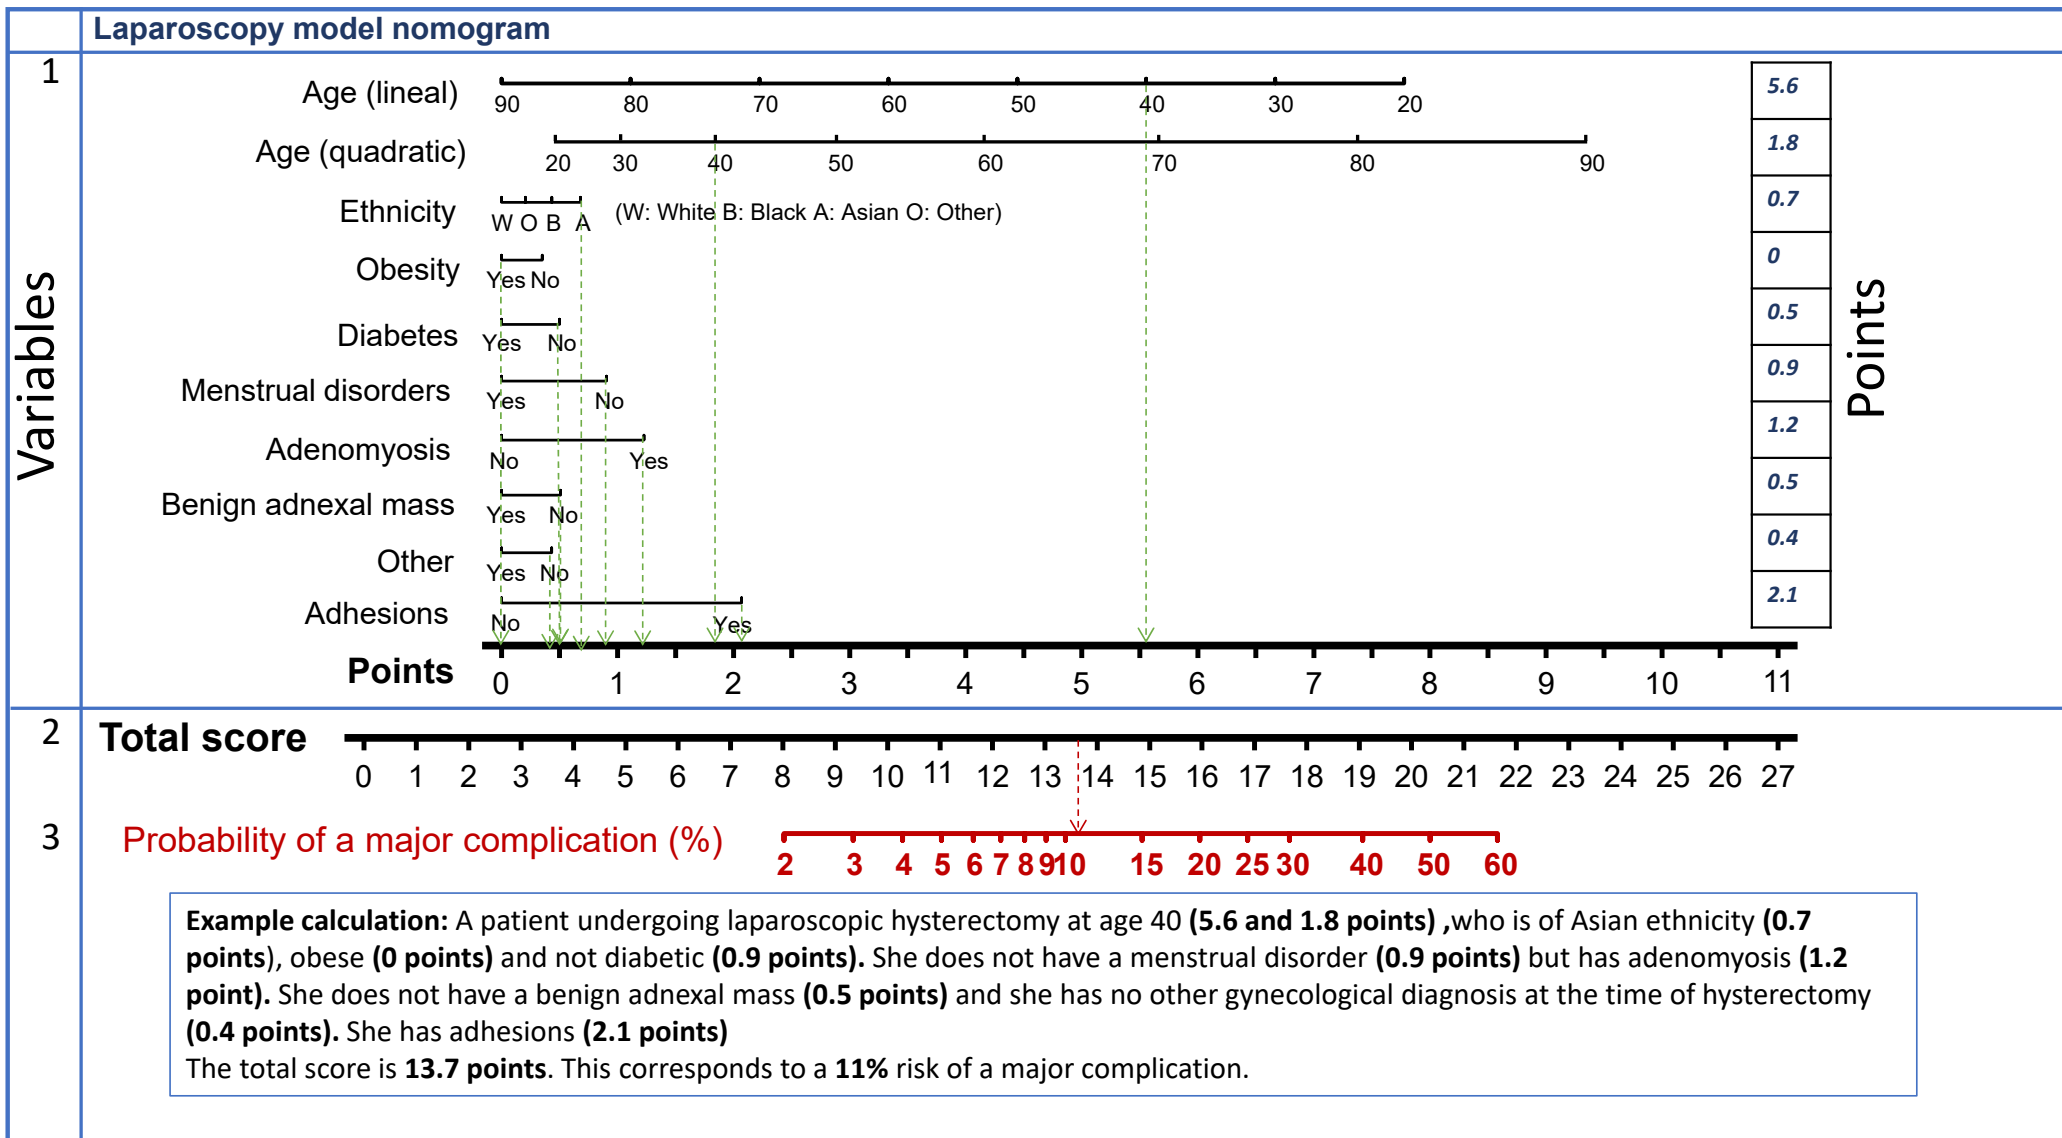 Laparoscopy model nomogram
1
Variables
Points
Age (lineal)
90 80 70 60 50 40 30 20
5.6
Age (quadratic)
20 30 40 50 60 70 80 90
1.8
Ethnicity
W O B A
(W: White B: Black A: Asian O: Other)
0.7
Obesity
Yes No
0
Diabetes
Yes No
0.5
Menstrual disorders
Yes No
0.9
Adenomyosis
No Yes
1.2
Benign adnexal mass
Yes No
0.5
Other
Yes No
0.4
Adhesions
No Yes
2.1
Points
0 1 2 3 4 5 6 7 8 9 10 11
2
Total score
0 1 2 3 4 5 6 7 8 9 10 11 12 13 14 15 16 17 18 19 20 21 22 23 24 25 26 27
3
Probability of a major complication (%)
2 3 4 5 6 7 8 9 10 15 20 25 30 40 50 60
Example calculation: A patient undergoing laparoscopic hysterectomy at age 40 (5.6 and 1.8 points) ,who is of Asian ethnicity (0.7
points), obese (0 points) and not diabetic (0.9 points). She does not have a menstrual disorder (0.9 points) but has adenomyosis (1.2
point). She does not have a benign adnexal mass (0.5 points) and she has no other gynecological diagnosis at the time of hysterectomy
(0.4 points). She has adhesions (2.1 points)
The total score is 13.7 points. This corresponds to a 11% risk of a major complication.